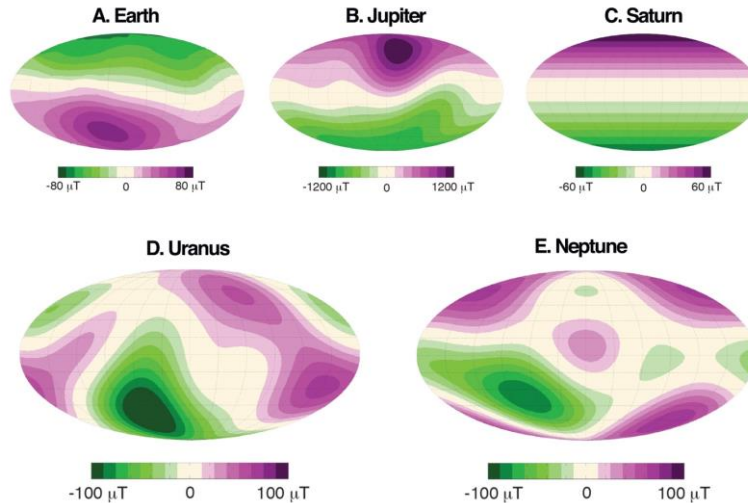 A. Earth
B. Jupiter
C. Saturn
-80 μT 0 80 μT
-1200 μT 0 1200 μT
-60 μT 0 60 μT
D. Uranus
E. Neptune
-100 μT 0 100 μT
-100 μT 0 100 μT